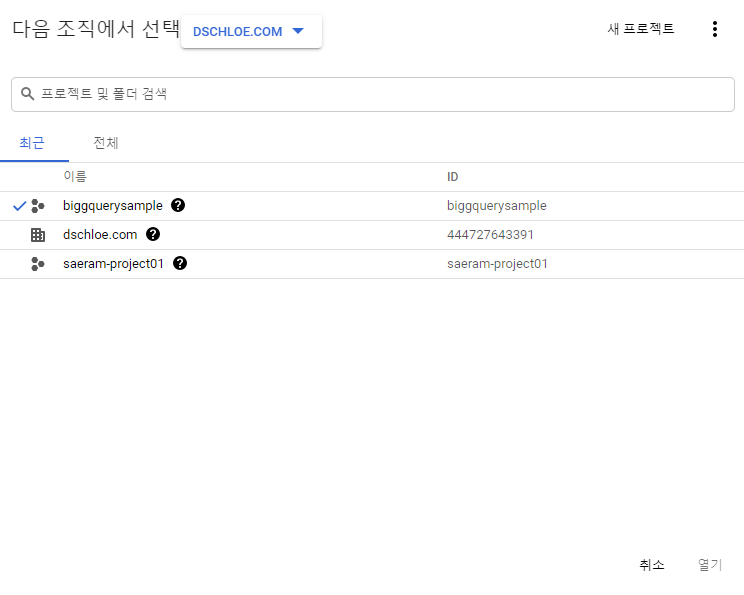 다음 조직에서 선택 DSCHLOE.COM 새 프로젝트
프로젝트 및 폴더 검색
최근 전체
이름 ID
biggquerysample biggquerysample
dschloe.com 444727643391
saeram-project01 saeram-project01
취소 열기